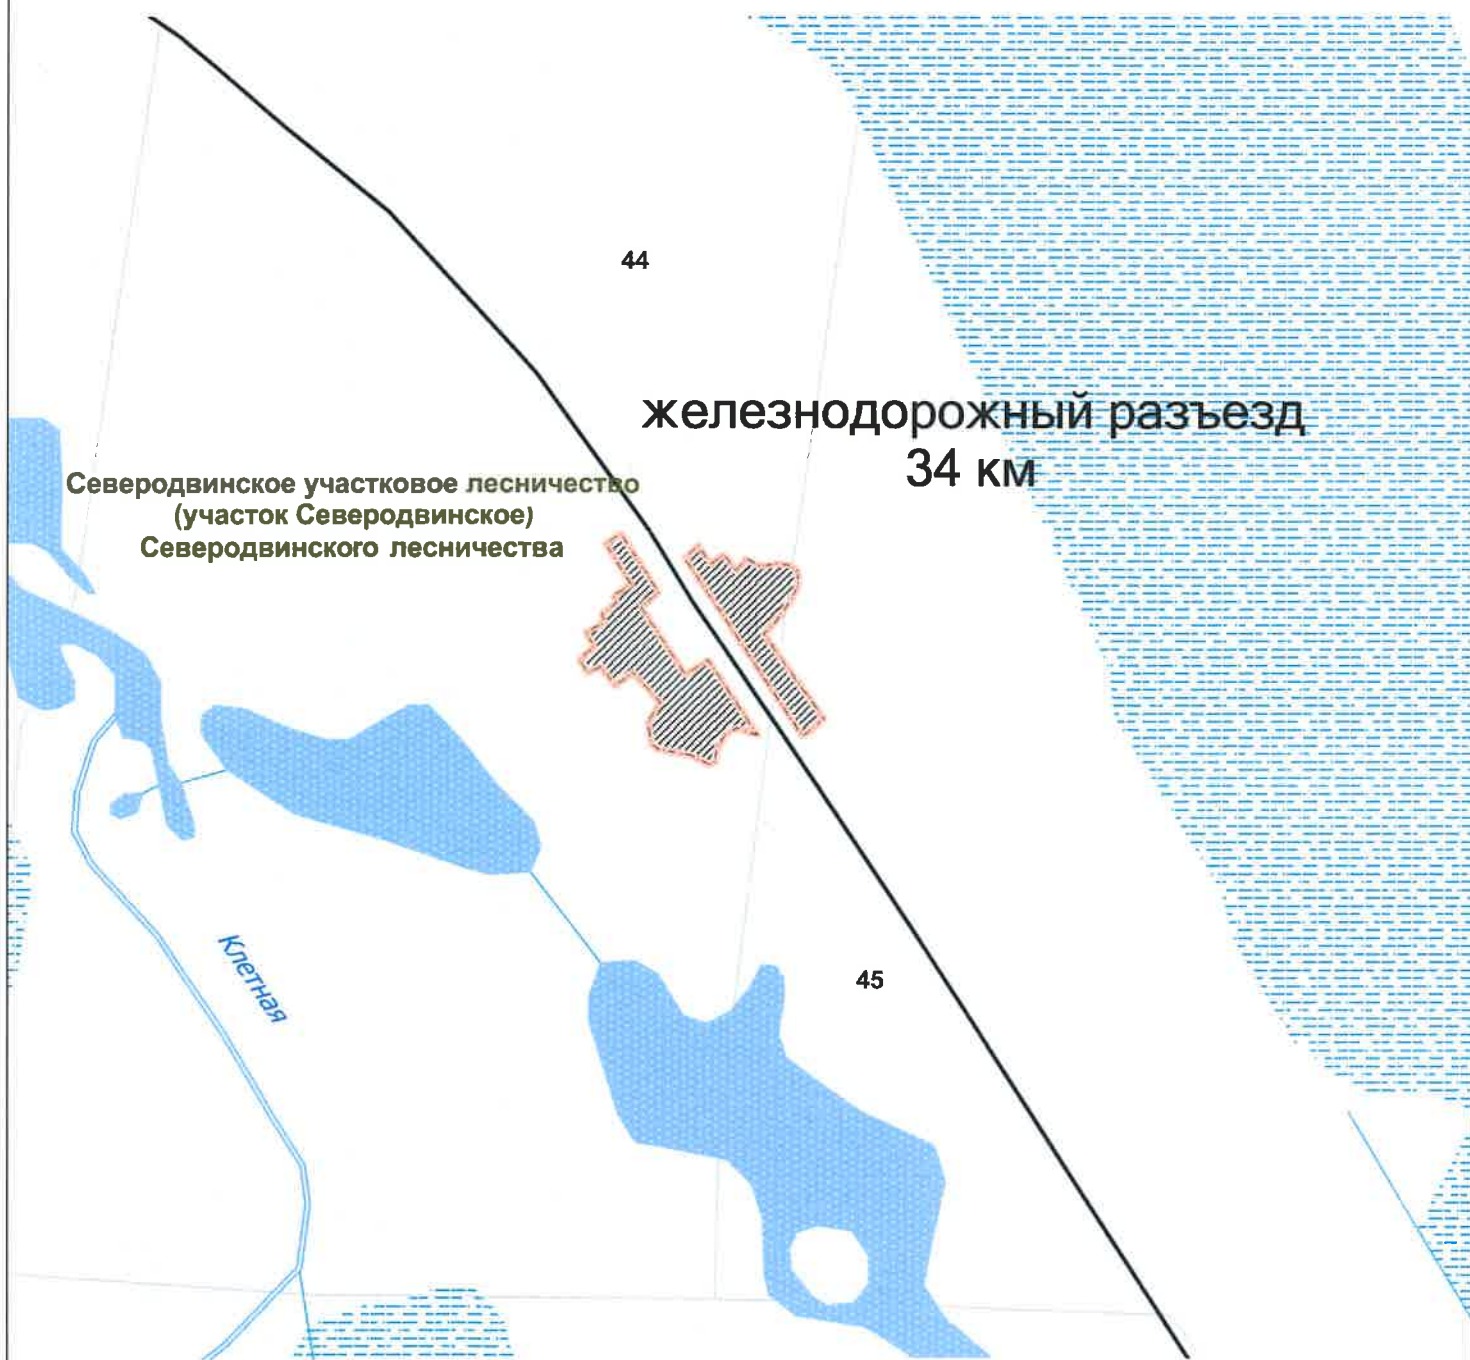 44
железнодорожный разъезд
34 км
Северодвинское участковое лесничество
(участок Северодвинское)
Северодвинского лесничества
Клетная
45